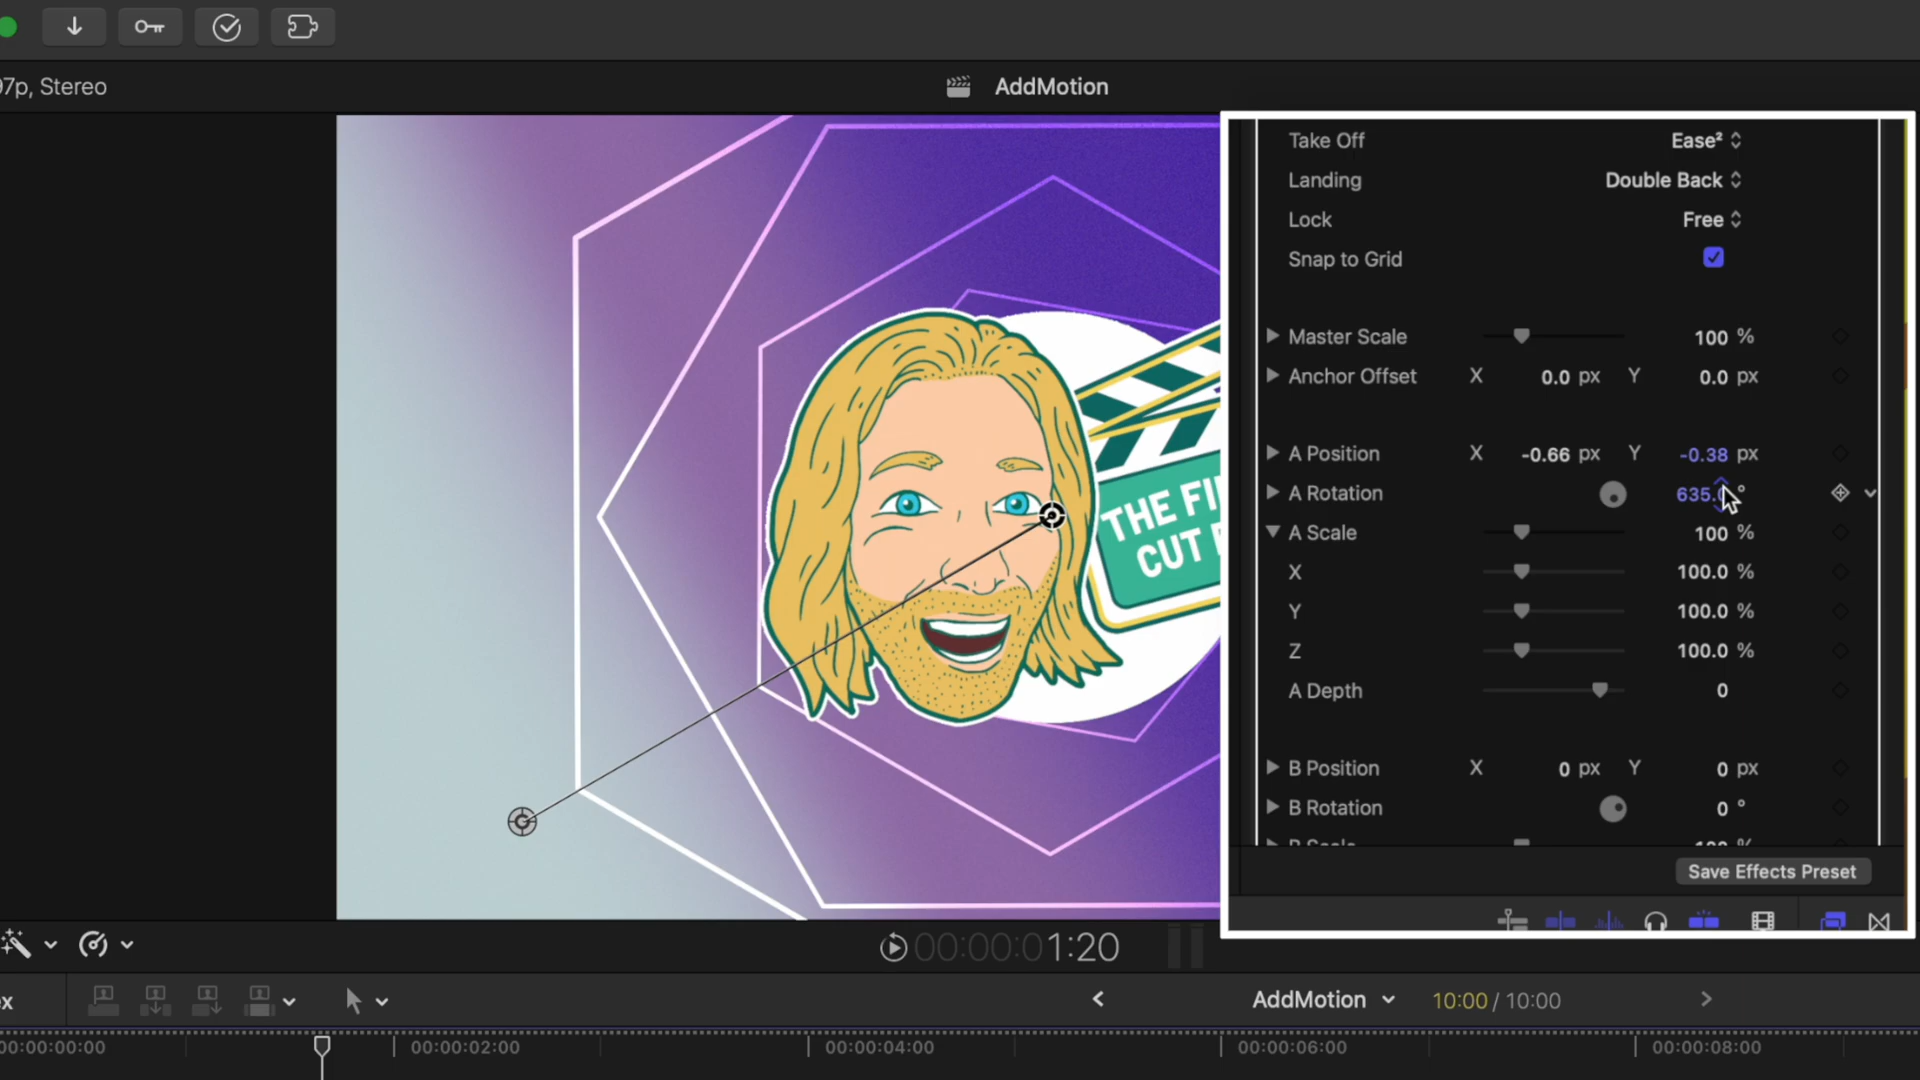 97p, Stereo
AddMotion
Take Off Ease²
Landing Double Back
Lock Free
Snap to Grid
Master Scale 100 %
Anchor Offset X 0.0 px Y 0.0 px
A Position X -0.66 px Y -0.38 px
A Rotation 635. °
A Scale 100 %
X 100.0 %
Y 100.0 %
Z 100.0 %
A Depth 0
B Position X 0 px Y 0 px
B Rotation 0 °
B Scale 100 %
Save Effects Preset
THE FI
CUT
00:00:01:20
ex
AddMotion 10:00 / 10:00
00:00:00:00 00:00:02:00 00:00:04:00 00:00:06:00 00:00:08:00